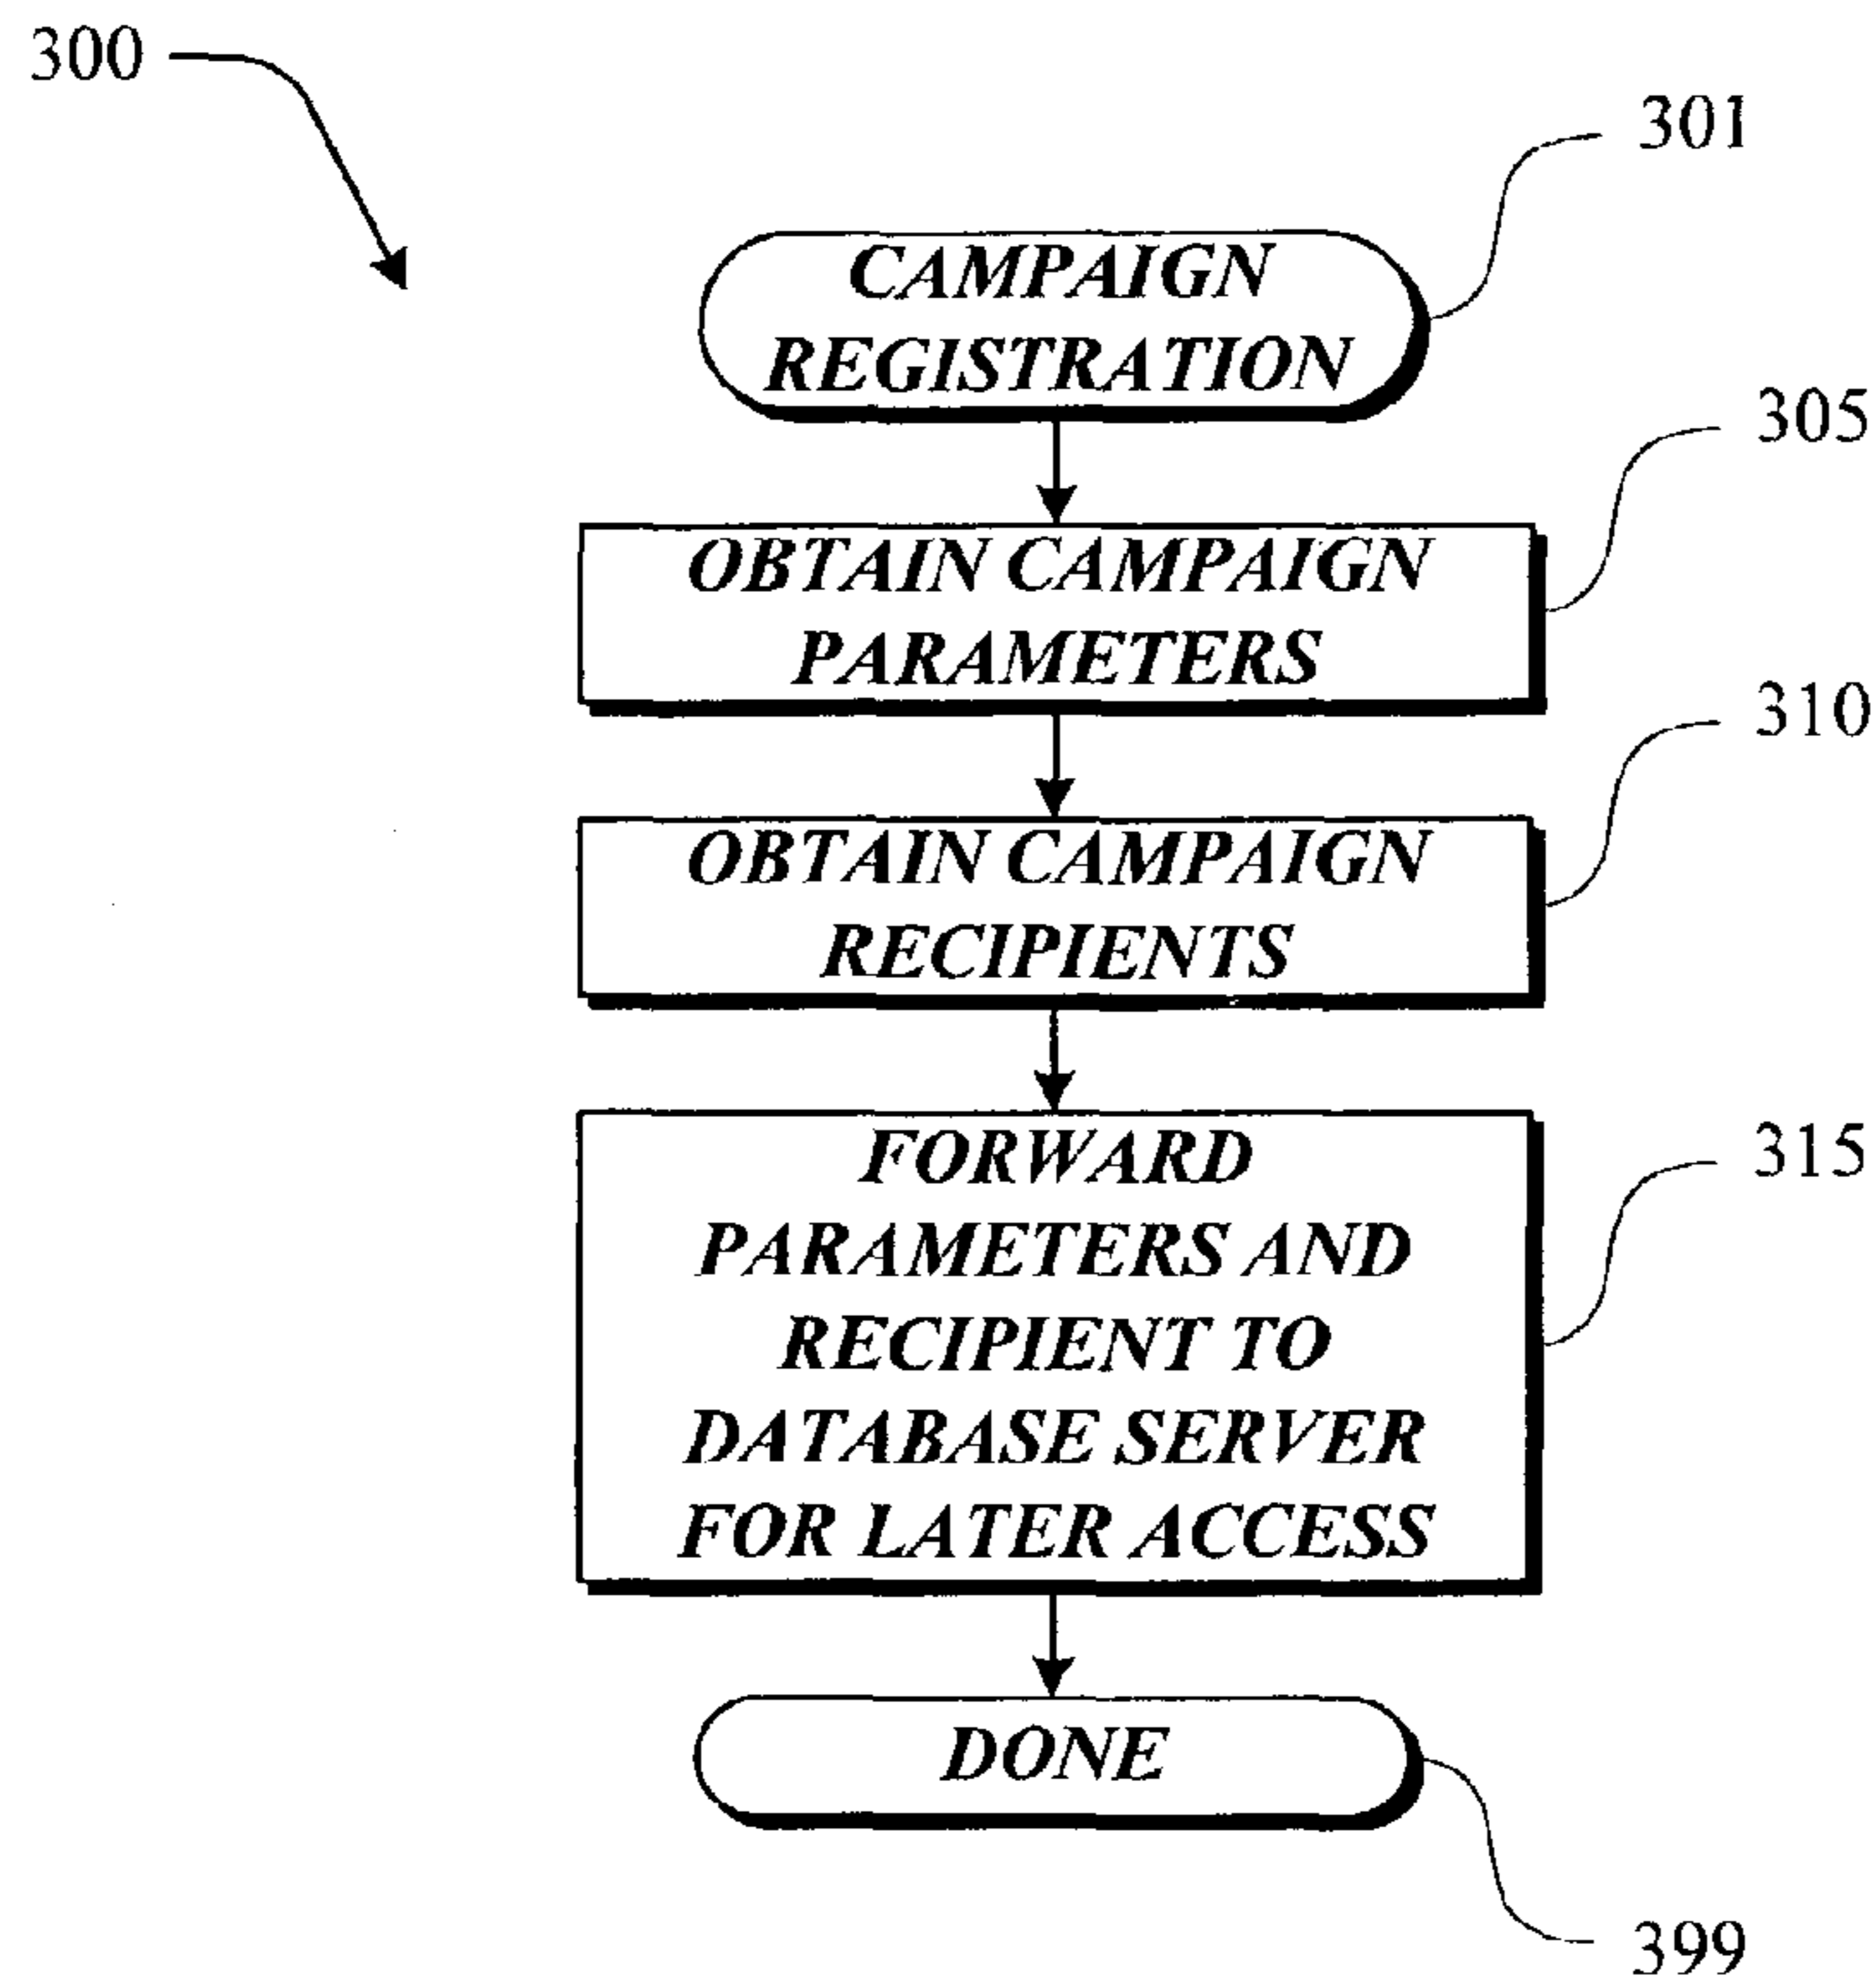 300
301
CAMPAIGN
REGISTRATION
305
OBTAIN CAMPAIGN
PARAMETERS
310
OBTAIN CAMPAIGN
RECIPIENTS
315
FORWARD
PARAMETERS AND
RECIPIENT TO
DATABASE SERVER
FOR LATER ACCESS
DONE
399